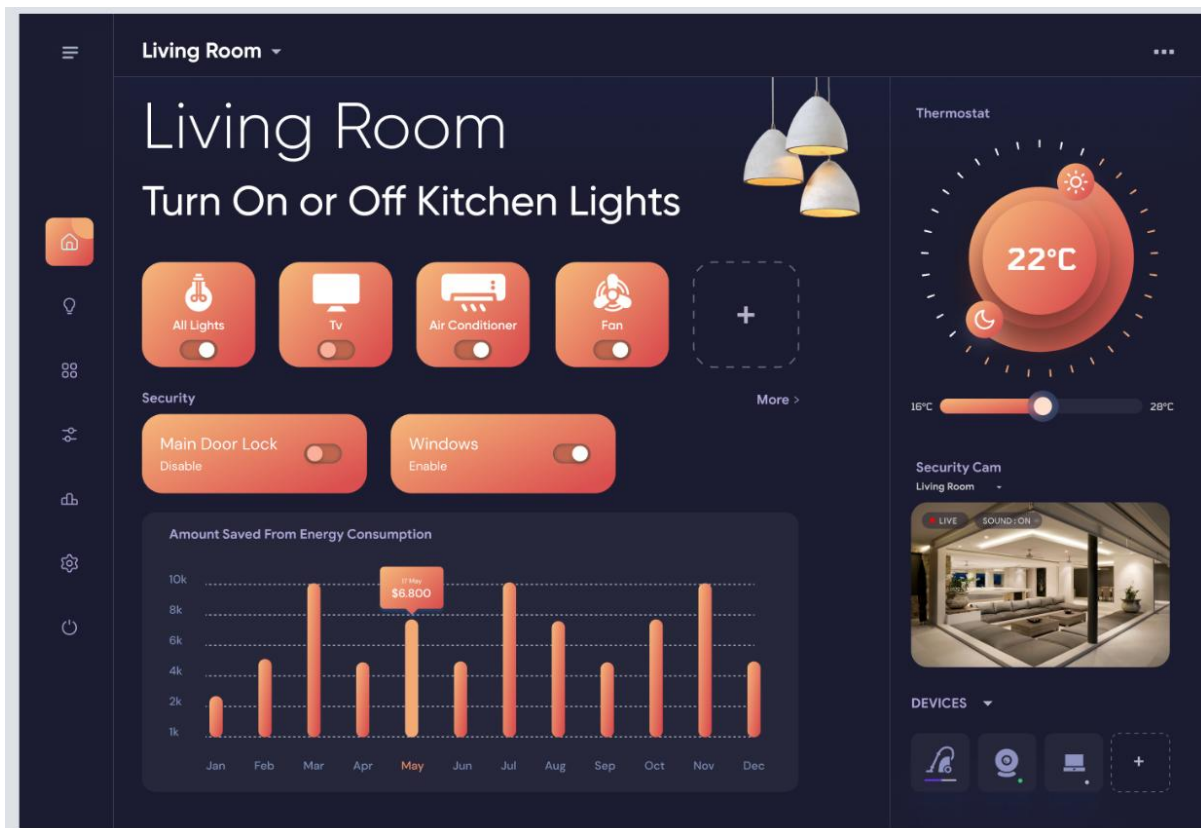 Living Room
Living Room
Turn On or Off Kitchen Lights
All Lights
Tv
Air Conditioner
Fan
+
Security
More >
Main Door Lock
Disable
Windows
Enable
Amount Saved From Energy Consumption
10k
8k
6k
4k
2k
1k
17 May
$6.800
Jan Feb Mar Apr May Jun Jul Aug Sep Oct Nov Dec
Thermostat
22°C
16°C
28°C
Security Cam
Living Room
LIVE
SOUND : ON
DEVICES
+